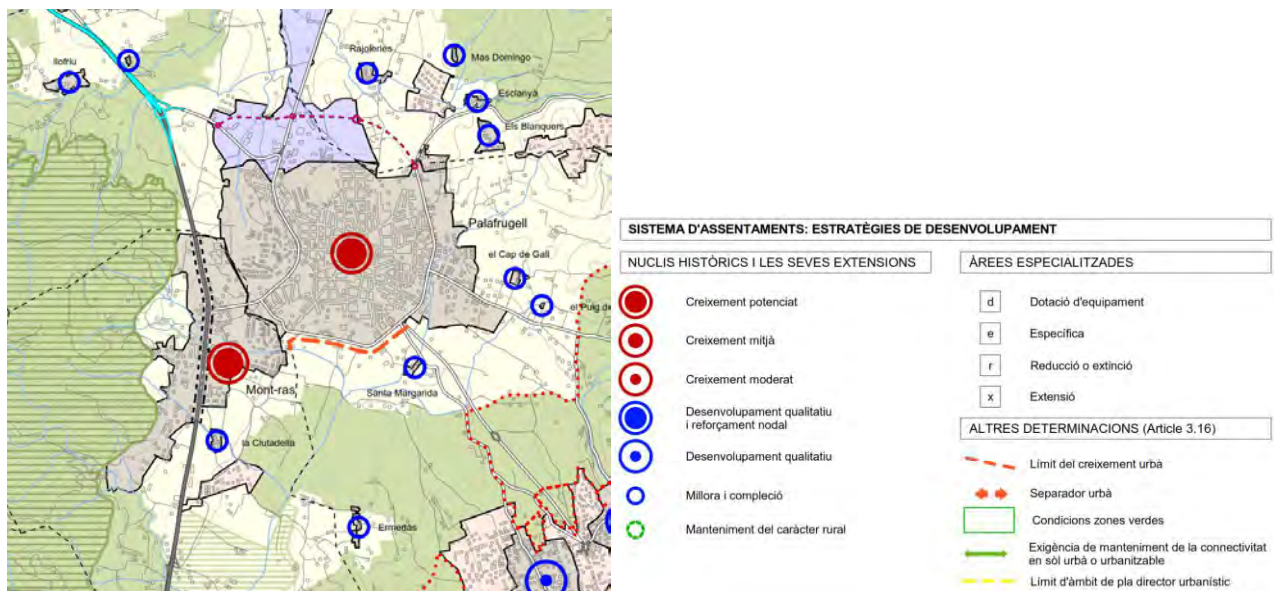 Rajoleries
Mas Domingo
llofriu
Esclanyà
Els Blanquers
Palafrugell
el Cap de Gall
el Puig de
Mont-ras
Santa Margarida
la Ciutadella
Ermedàs
SISTEMA D'ASSENTAMENTS: ESTRATÈGIES DE DESENVOLUPAMENT
NUCLIS HISTÒRICS I LES SEVES EXTENSIONS
Creixement potenciat
Creixement mitjà
Creixement moderat
Desenvolupament qualitatiu
i reforçament nodal
Desenvolupament qualitatiu
Millora i compleció
Manteniment del caràcter rural
ÀREES ESPECIALITZADES
d Dotació d'equipament
e Específica
r Reducció o extinció
x Extensió
ALTRES DETERMINACIONS (Article 3.16)
Límit del creixement urbà
Separador urbà
Condicions zones verdes
Exigència de manteniment de la connectivitat
en sòl urbà o urbanitzable
Límit d'àmbit de pla director urbanístic